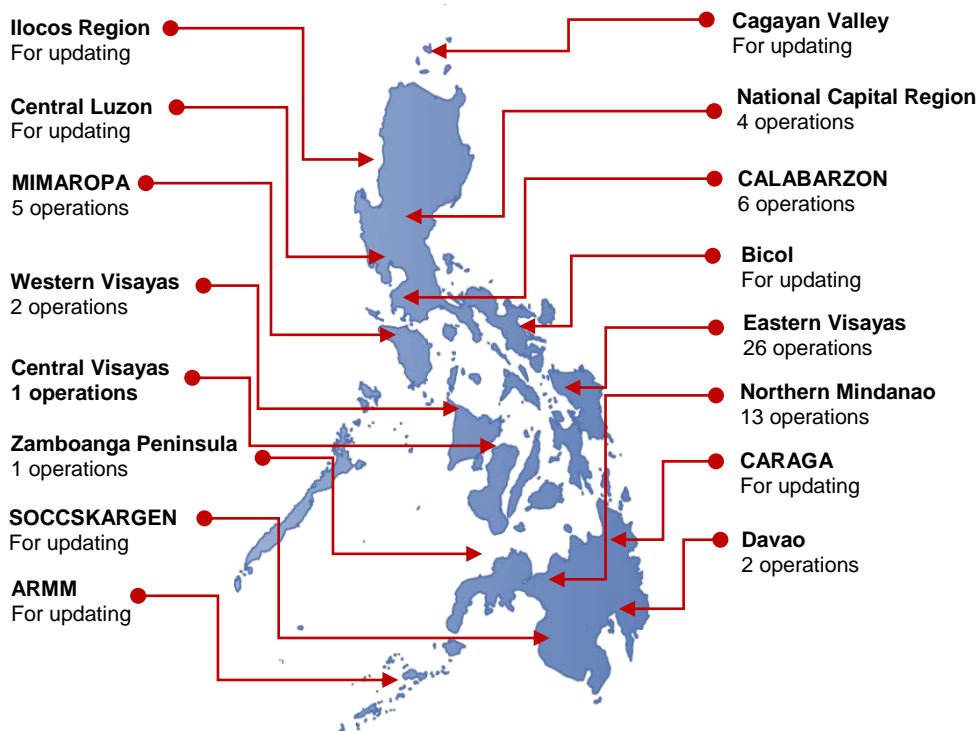 Ilocos Region
For updating
Central Luzon
For updating
MIMAROPA
5 operations
Western Visayas
2 operations
Central Visayas
1 operations
Zamboanga Peninsula
1 operations
SOCCSKARGEN
For updating
ARMM
For updating
Cagayan Valley
For updating
National Capital Region
4 operations
CALABARZON
6 operations
Bicol
For updating
Eastern Visayas
26 operations
Northern Mindanao
13 operations
CARAGA
For updating
Davao
2 operations